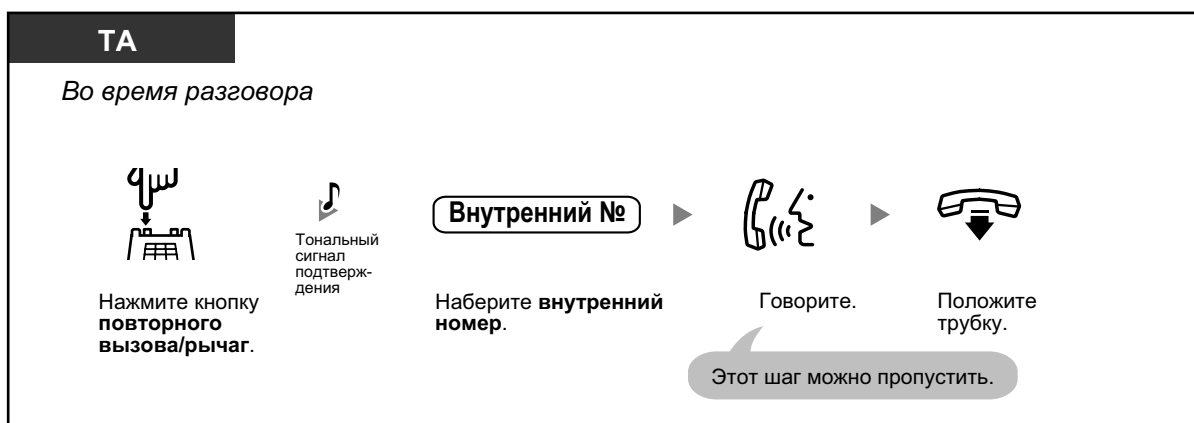 ТА
Во время разговора
Тональный
сигнал
подтверж-
дения
Внутренний №
Нажмите кнопку
повторного
вызова/рычаг.
Наберите внутренний
номер.
Говорите.
Положите
трубку.
Этот шаг можно пропустить.